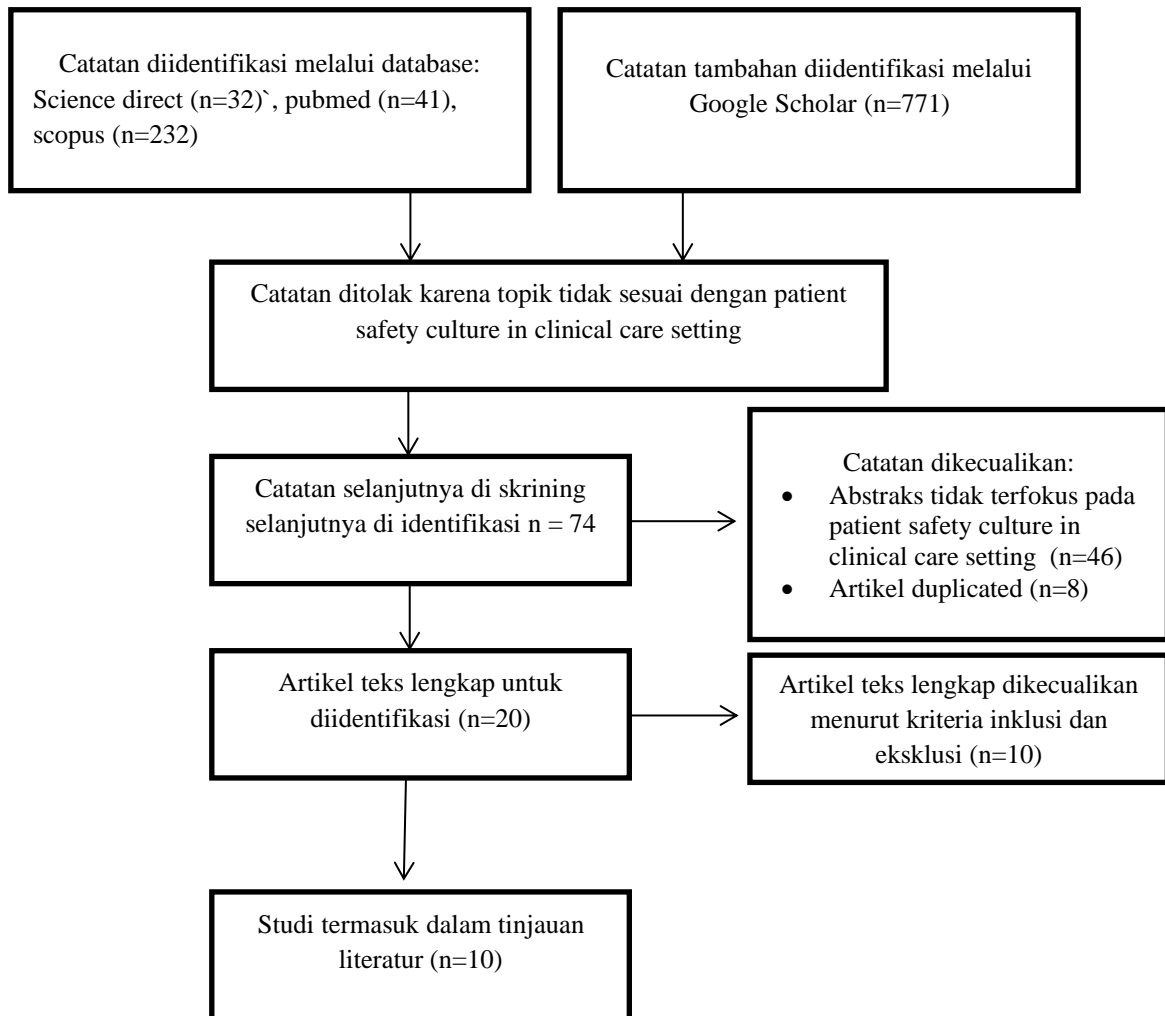 Catatan diidentifikasi melalui database:
Science direct (n=32)`, pubmed (n=41),
scopus (n=232)
Catatan tambahan diidentifikasi melalui
Google Scholar (n=771)
Catatan ditolak karena topik tidak sesuai dengan patient
safety culture in clinical care setting
Catatan selanjutnya di skrining
selanjutnya di identifikasi n = 74
Catatan dikecualikan:
• Abstraks tidak terfokus pada
patient safety culture in
clinical care setting (n=46)
• Artikel duplicated (n=8)
Artikel teks lengkap untuk
diidentifikasi (n=20)
Artikel teks lengkap dikecualikan
menurut kriteria inklusi dan
eksklusi (n=10)
Studi termasuk dalam tinjauan
literatur (n=10)